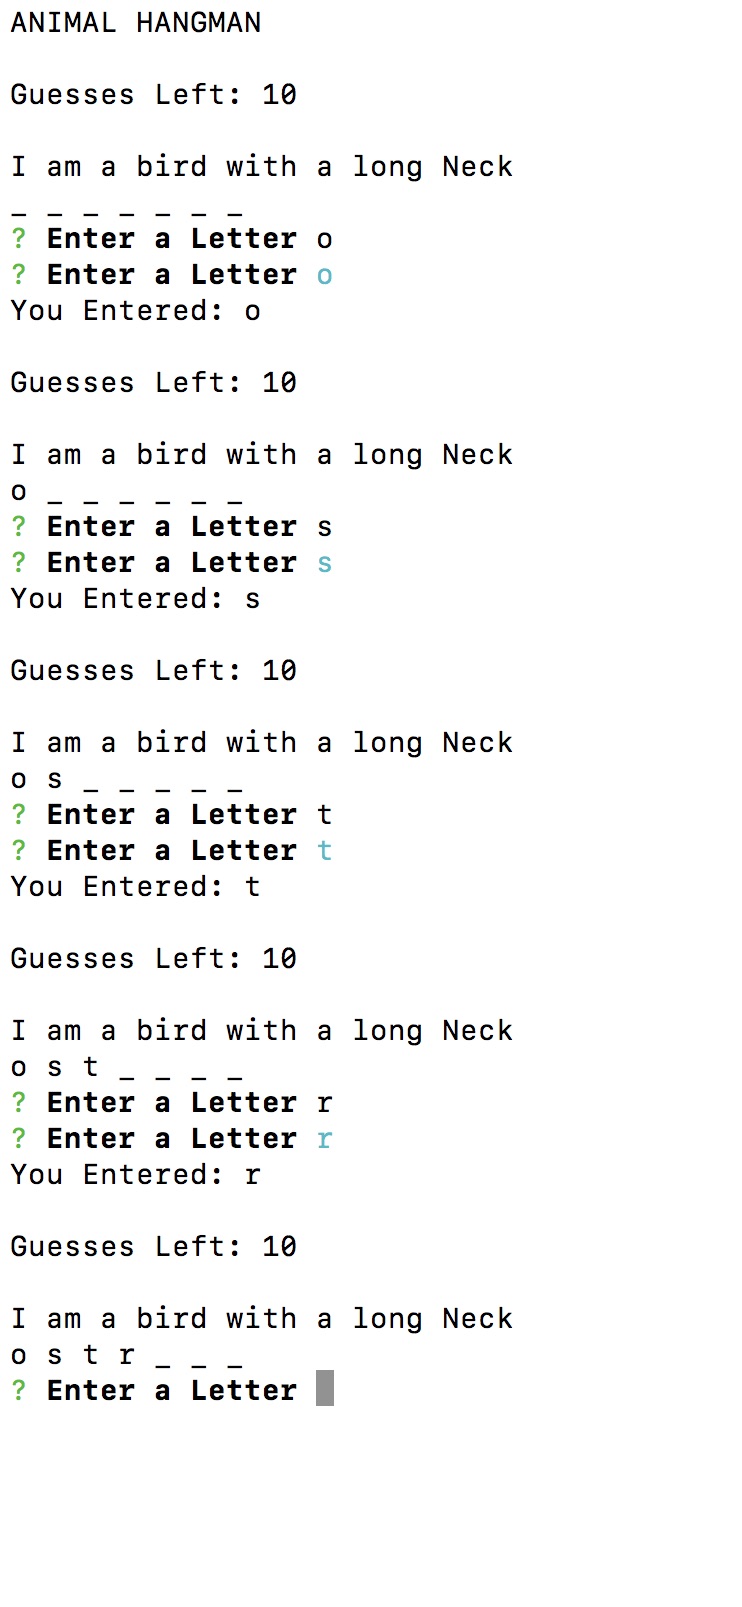 ANIMAL HANGMAN
Guesses Left: 10
I am a bird with a long Neck
_ _ _ _ _ _ _
? Enter a Letter o
? Enter a Letter o
You Entered: o
Guesses Left: 10
I am a bird with a long Neck
o _ _ _ _ _ _
? Enter a Letter s
? Enter a Letter s
You Entered: s
Guesses Left: 10
I am a bird with a long Neck
o s _ _ _ _ _
? Enter a Letter t
? Enter a Letter t
You Entered: t
Guesses Left: 10
I am a bird with a long Neck
o s t _ _ _ _
? Enter a Letter r
? Enter a Letter r
You Entered: r
Guesses Left: 10
I am a bird with a long Neck
o s t r _ _ _
? Enter a Letter